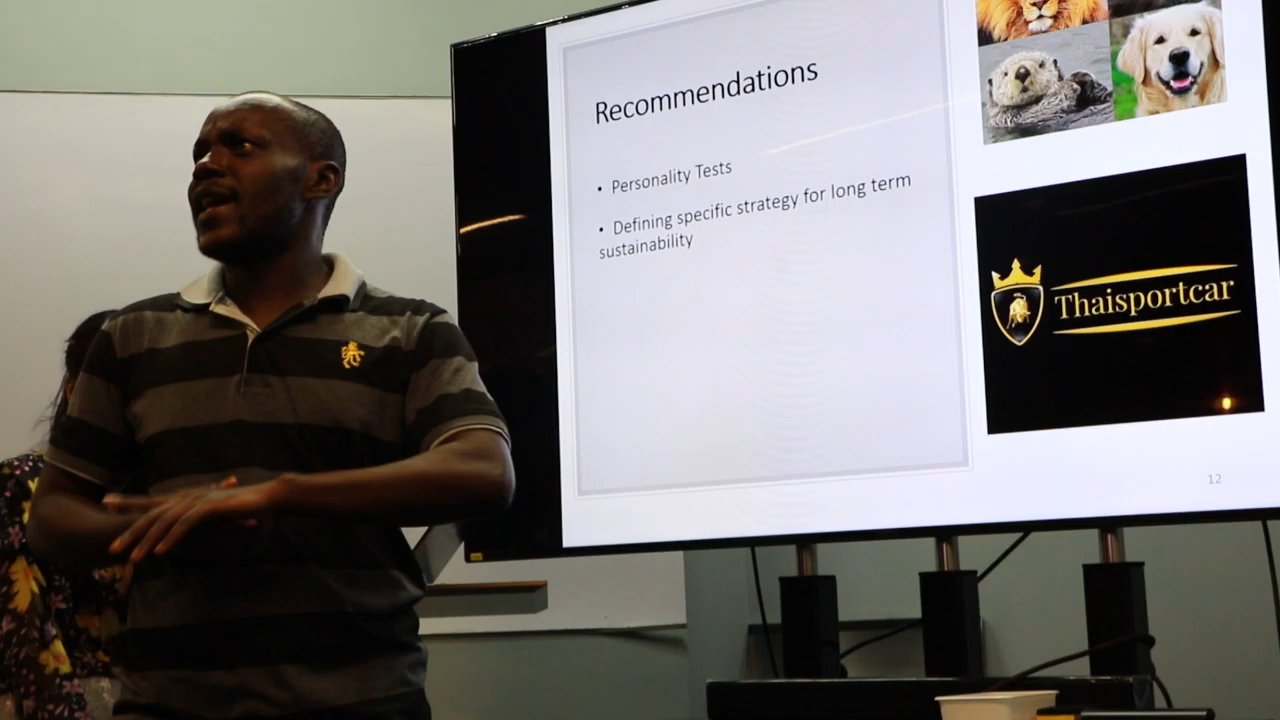 Recommendations
• Personality Tests
• Defining specific strategy for long term
sustainability
Thaisportcar
12